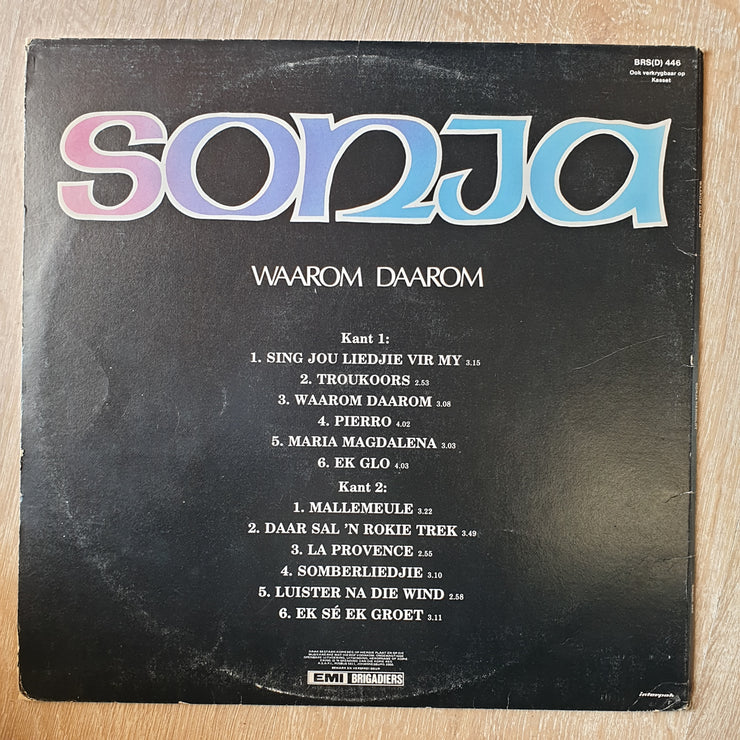 BRS(D) 446
Ook verkrygbaar op
Kasset
SONJA
WAAROM DAAROM
Kant 1:
1. SING JOU LIEDJIE VIR MY 3.15
2. TROUKOORS 2.53
3. WAAROM DAAROM 3.08
4. PIERRO 4.02
5. MARIA MAGDALENA 3.03
6. EK GLO 4.03
Kant 2:
1. MALLEMEULE 3.22
2. DAAR SAL 'N ROKIE TREK 3.49
3. LA PROVENCE 2.55
4. SOMBERLIEDJIE 3.10
5. LUISTER NA DIE WIND 2.58
6. EK SÉ EK GROET 3.11
EMI BRIGADIERS
interpak